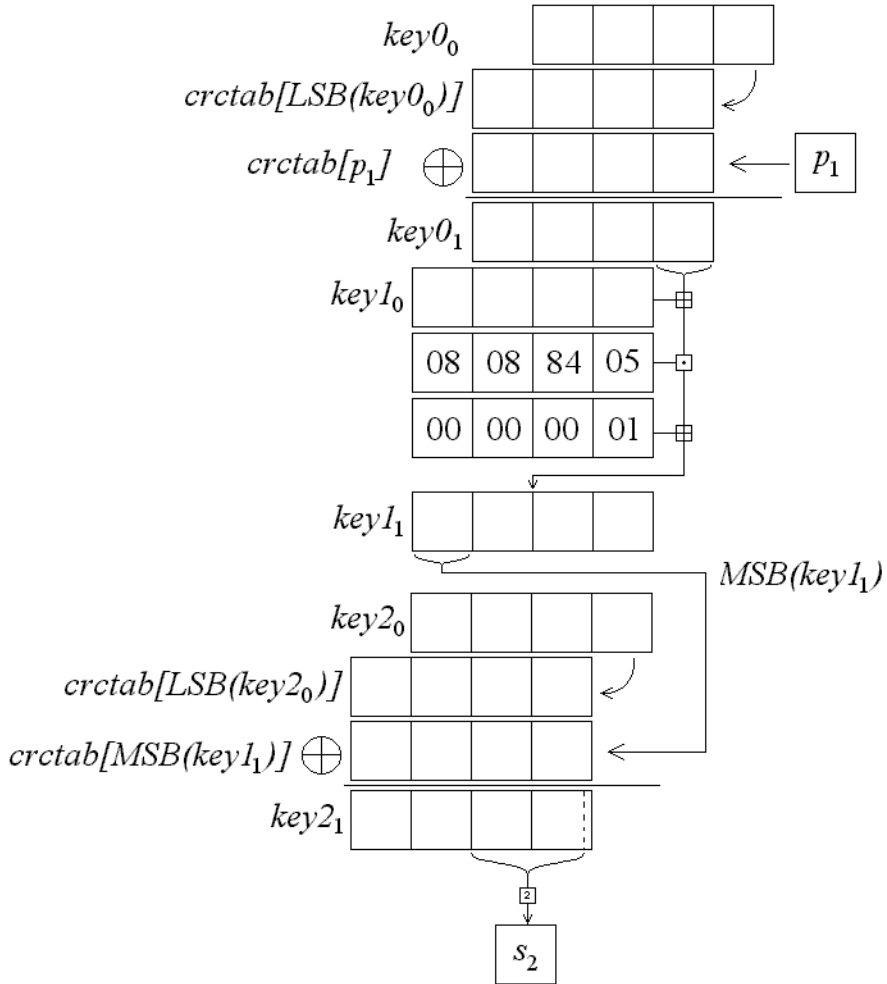 key0₀
crctab[LSB(key0₀)]
crctab[p₁] ⊕ p₁
key0₁
key1₀
08 08 84 05
00 00 00 01
key1₁
MSB(key1₁)
key2₀
crctab[LSB(key2₀)]
crctab[MSB(key1₁)] ⊕
key2₁
2
s₂